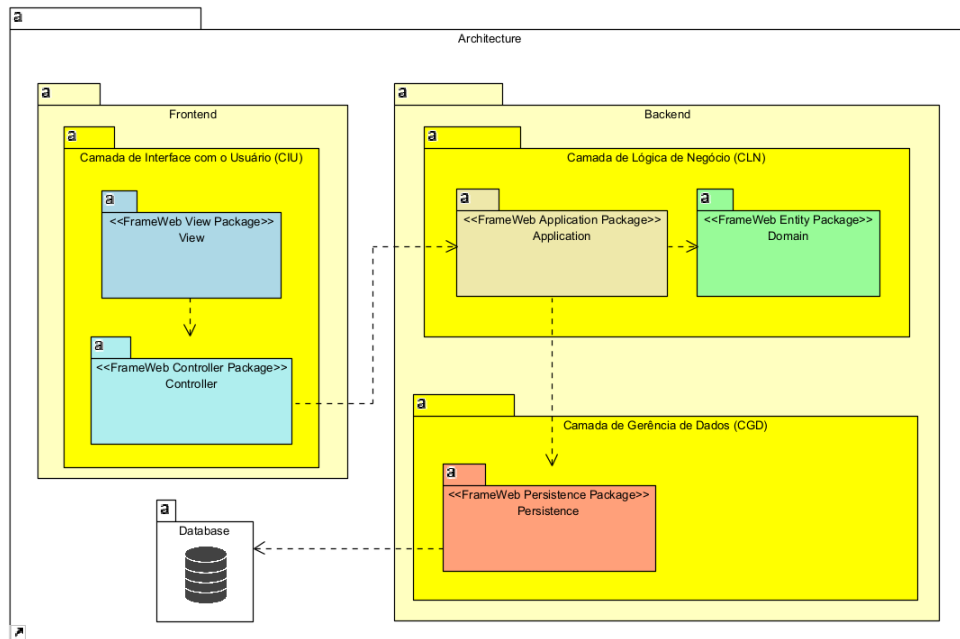 a
Architecture
a
Frontend
a
Camada de Interface com o Usuário (CIU)
a
<<FrameWeb View Package>>
View
a
<<FrameWeb Controller Package>>
Controller
a
Backend
a
Camada de Lógica de Negócio (CLN)
a
<<FrameWeb Application Package>>
Application
a
<<FrameWeb Entity Package>>
Domain
a
Camada de Gerência de Dados (CGD)
a
<<FrameWeb Persistence Package>>
Persistence
a
Database